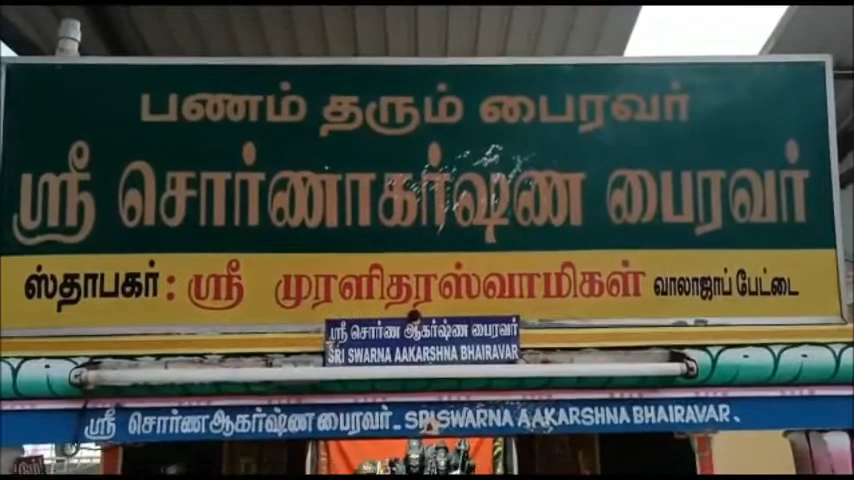 பணம் தரும் பைரவர்
ஸ்ரீ சொர்ணாகர்ஷண பைரவர்
ஸ்தாபகர் : ஸ்ரீ முரளிதரஸ்வாமிகள் வாலாஜாப் பேட்டை
ஸ்ரீ சொர்ண ஆகர்ஷண பைரவர்
SRI SWARNA AAKARSHNA BHAIRAVAR
ஸ்ரீ சொர்ணஆகர்ஷ்ண பைரவர். SRI SWARNA AAKARSHNA BHAIRAVAR.